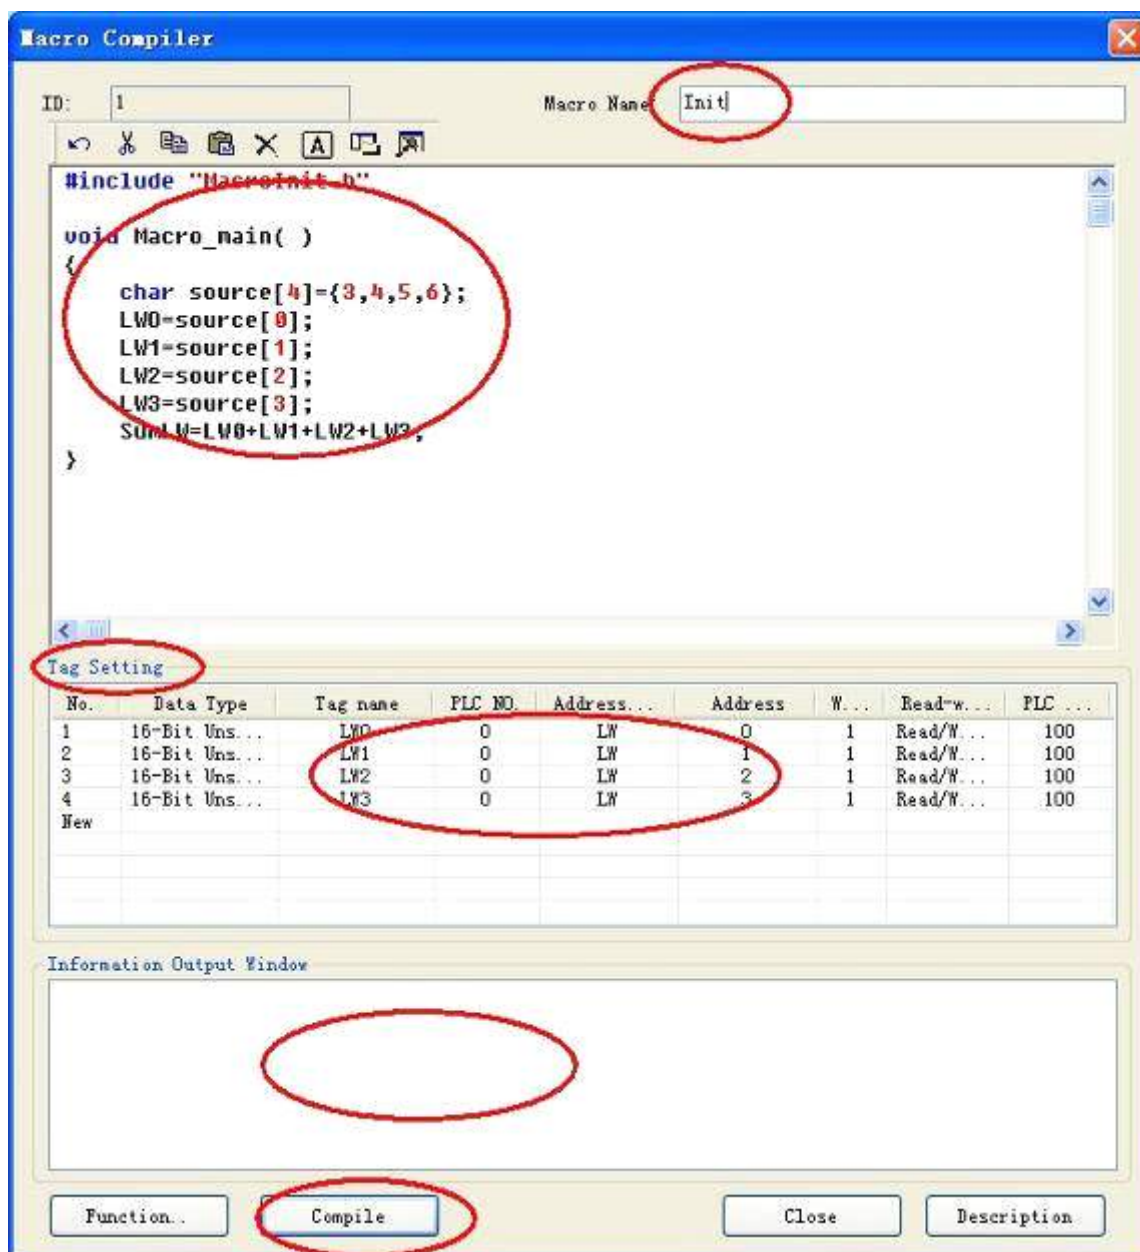 Macro Compiler
ID: 1 Macro Name Init
#include "MacroInit.h"
void Macro_main( )
{
char source[4]={3,4,5,6};
LW0=source[0];
LW1=source[1];
LW2=source[2];
LW3=source[3];
SumLW=LW0+LW1+LW2+LW3;
}
Tag Setting
No. Data Type Tag name PLC NO. Address... Address W... Read-w... PLC ...
1 16-Bit Uns... LW0 0 LW 0 1 Read/W... 100
2 16-Bit Uns... LW1 0 LW 1 1 Read/W... 100
3 16-Bit Uns... LW2 0 LW 2 1 Read/W... 100
4 16-Bit Uns... LW3 0 LW 3 1 Read/W... 100
New
Information Output Window
Function.. Compile Close Description